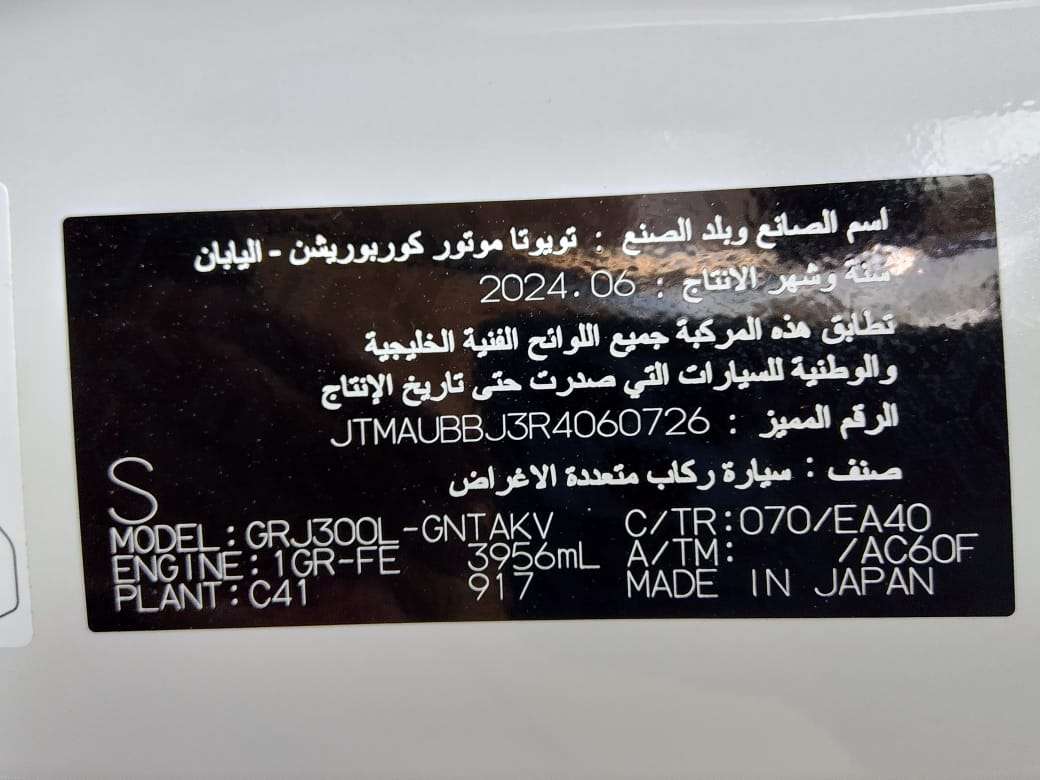 اسم الصانع وبلد الصنع : تويوتا موتور كوربوريشن - اليابان
سنة وشهر الانتاج : 2024.06
تطابق هذه المركبة جميع اللوائح الفنية الخليجية
والوطنية للسيارات التي صدرت حتى تاريخ الإنتاج
الرقم المميز : JTMAUBBJ3R4060726
صنف : سيارة ركاب متعددة الاغراض
S
MODEL:GRJ300L-GNTAKV C/TR:070/EA40
ENGINE:1GR-FE 3956mL A/TM: /AC60F
PLANT:C41 917 MADE IN JAPAN